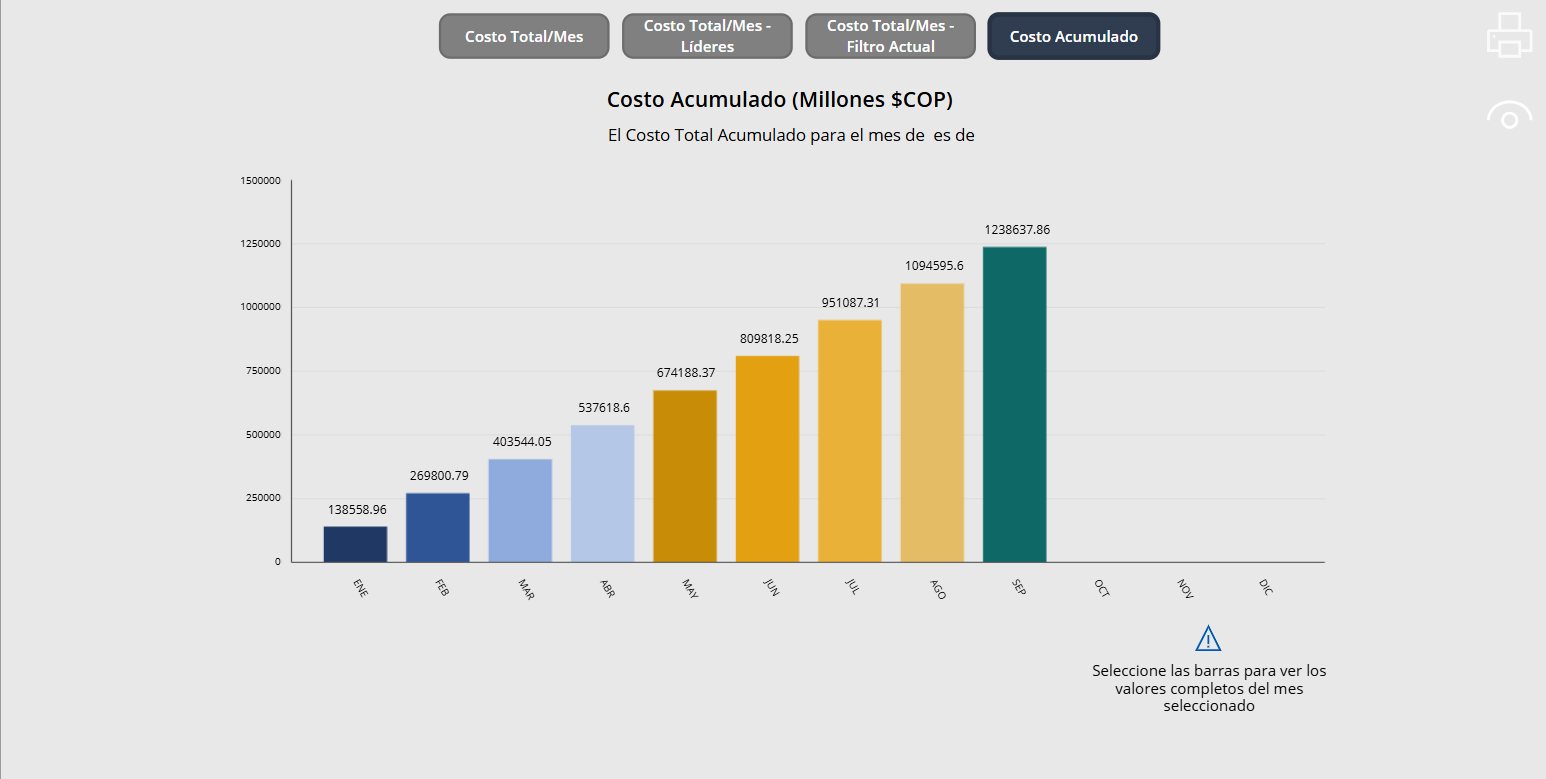 Costo Total/Mes
Costo Total/Mes -
Líderes
Costo Total/Mes -
Filtro Actual
Costo Acumulado
Costo Acumulado (Millones $COP)
El Costo Total Acumulado para el mes de  es de
1500000
1250000
1000000
750000
500000
250000
0
138558.96
269800.79
403544.05
537618.6
674188.37
809818.25
951087.31
1094595.6
1238637.86
ENE
FEB
MAR
ABR
MAY
JUN
JUL
AGO
SEP
OCT
NOV
DIC
Seleccione las barras para ver los
valores completos del mes
seleccionado